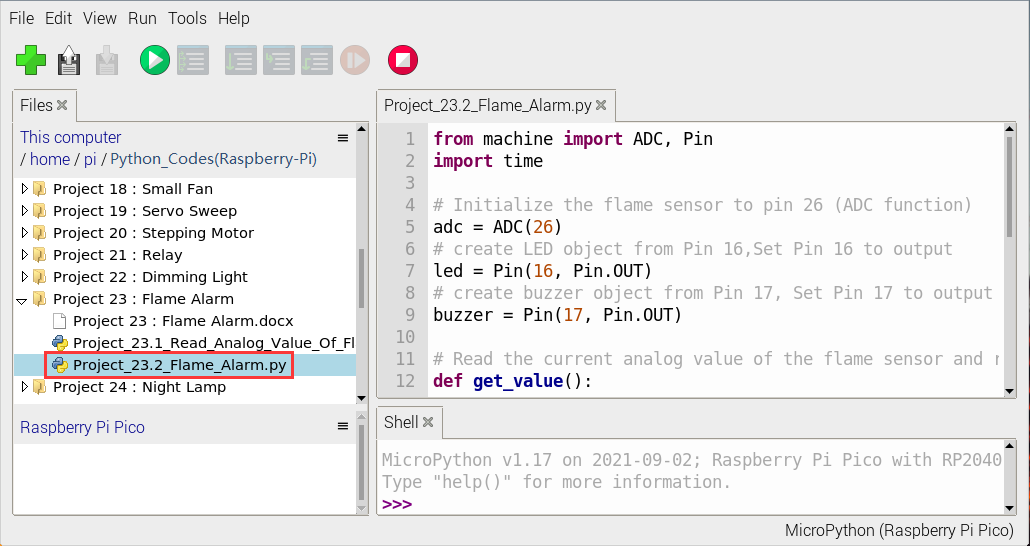 File Edit View Run Tools Help
Files
This computer
/ home / pi / Python_Codes(Raspberry-Pi)
Project 18 : Small Fan
Project 19 : Servo Sweep
Project 20 : Stepping Motor
Project 21 : Relay
Project 22 : Dimming Light
Project 23 : Flame Alarm
Project 23 : Flame Alarm.docx
Project_23.1_Read_Analog_Value_Of_Fl
Project_23.2_Flame_Alarm.py
Project 24 : Night Lamp
Raspberry Pi Pico
Project_23.2_Flame_Alarm.py
1 from machine import ADC, Pin
2 import time
3
4 # Initialize the flame sensor to pin 26 (ADC function)
5 adc = ADC(26)
6 # create LED object from Pin 16,Set Pin 16 to output
7 led = Pin(16, Pin.OUT)
8 # create buzzer object from Pin 17, Set Pin 17 to output
9 buzzer = Pin(17, Pin.OUT)
10
11 # Read the current analog value of the flame sensor and r
12 def get_value():
Shell
MicroPython v1.17 on 2021-09-02; Raspberry Pi Pico with RP2040
Type "help()" for more information.
>>>
MicroPython (Raspberry Pi Pico)